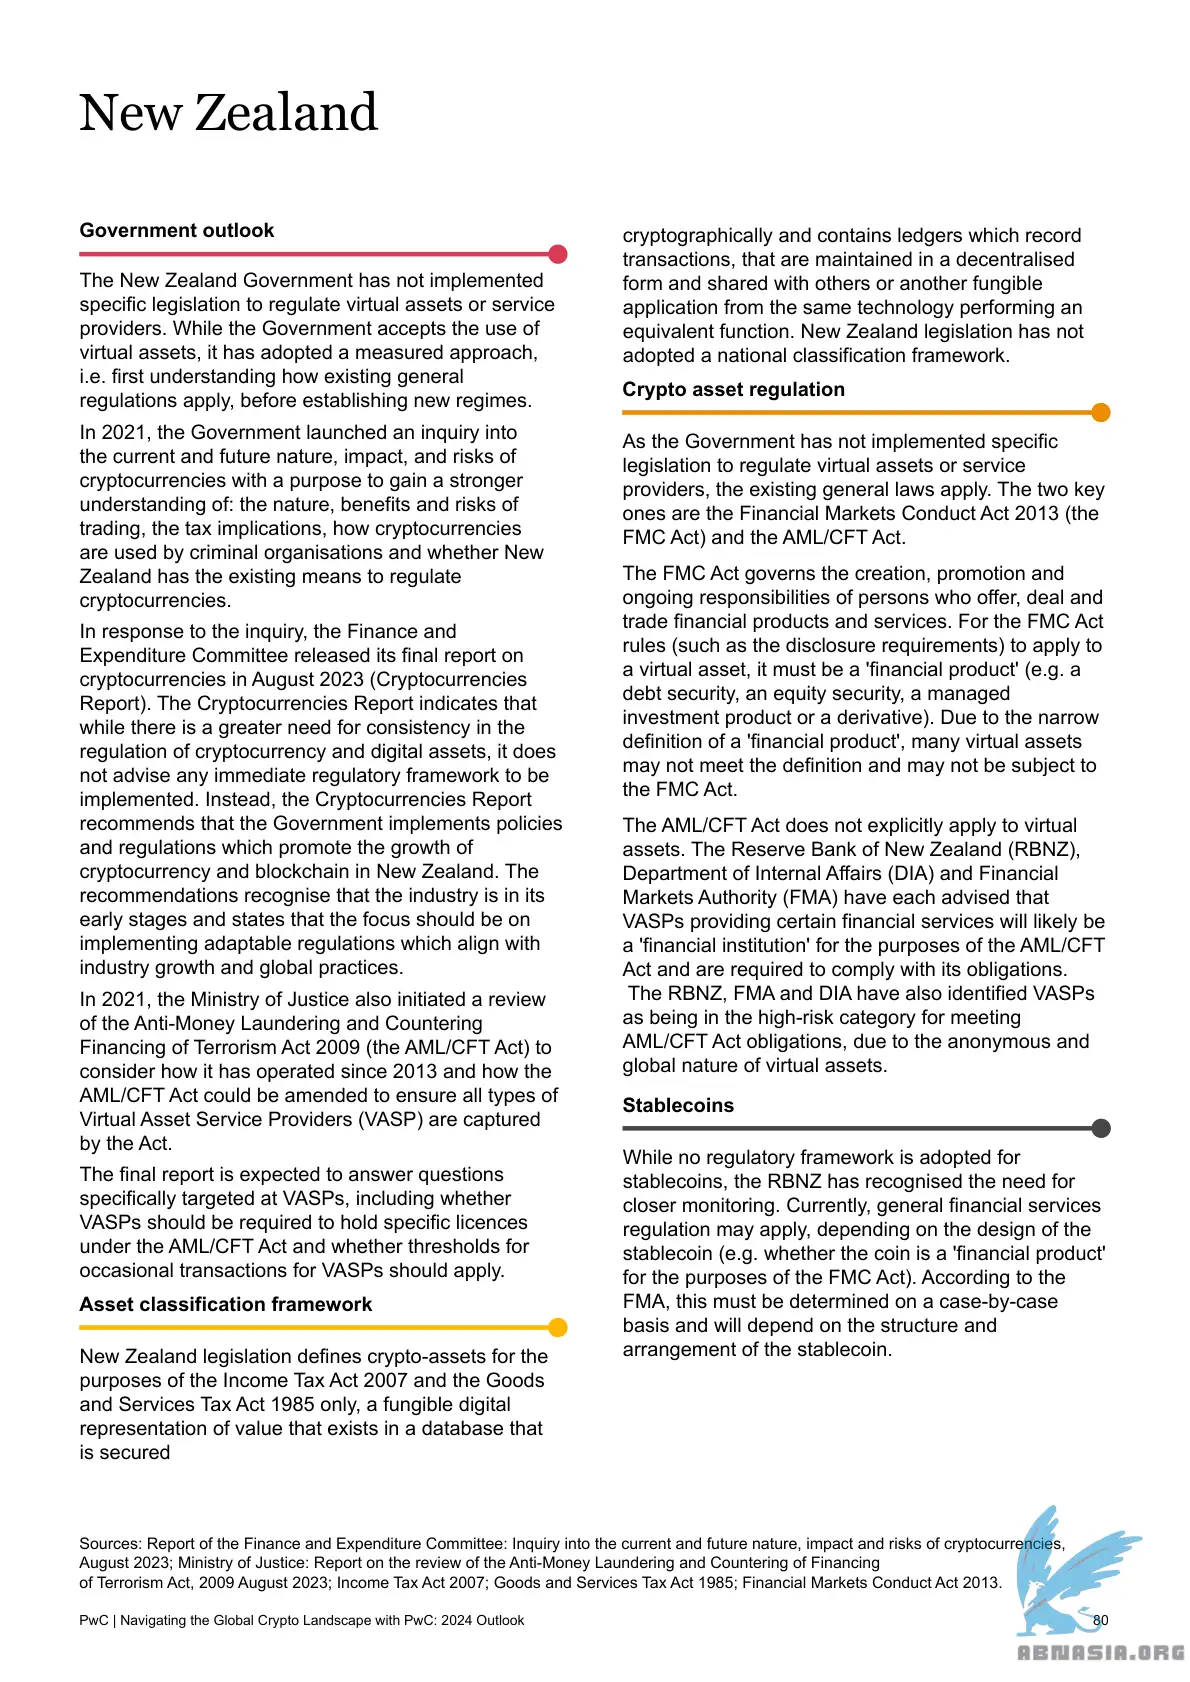 New Zealand
Government outlook
The New Zealand Government has not implemented
specific legislation to regulate virtual assets or service
providers. While the Government accepts the use of
virtual assets, it has adopted a measured approach,
i.e. first understanding how existing general
regulations apply, before establishing new regimes.
In 2021, the Government launched an inquiry into
the current and future nature, impact, and risks of
cryptocurrencies with a purpose to gain a stronger
understanding of: the nature, benefits and risks of
trading, the tax implications, how cryptocurrencies
are used by criminal organisations and whether New
Zealand has the existing means to regulate
cryptocurrencies.
In response to the inquiry, the Finance and
Expenditure Committee released its final report on
cryptocurrencies in August 2023 (Cryptocurrencies
Report). The Cryptocurrencies Report indicates that
while there is a greater need for consistency in the
regulation of cryptocurrency and digital assets, it does
not advise any immediate regulatory framework to be
implemented. Instead, the Cryptocurrencies Report
recommends that the Government implements policies
and regulations which promote the growth of
cryptocurrency and blockchain in New Zealand. The
recommendations recognise that the industry is in its
early stages and states that the focus should be on
implementing adaptable regulations which align with
industry growth and global practices.
In 2021, the Ministry of Justice also initiated a review
of the Anti-Money Laundering and Countering
Financing of Terrorism Act 2009 (the AML/CFT Act) to
consider how it has operated since 2013 and how the
AML/CFT Act could be amended to ensure all types of
Virtual Asset Service Providers (VASP) are captured
by the Act.
The final report is expected to answer questions
specifically targeted at VASPs, including whether
VASPs should be required to hold specific licences
under the AML/CFT Act and whether thresholds for
occasional transactions for VASPs should apply.
Asset classification framework
New Zealand legislation defines crypto-assets for the
purposes of the Income Tax Act 2007 and the Goods
and Services Tax Act 1985 only, a fungible digital
representation of value that exists in a database that
is secured
cryptographically and contains ledgers which record
transactions, that are maintained in a decentralised
form and shared with others or another fungible
application from the same technology performing an
equivalent function. New Zealand legislation has not
adopted a national classification framework.
Crypto asset regulation
As the Government has not implemented specific
legislation to regulate virtual assets or service
providers, the existing general laws apply. The two key
ones are the Financial Markets Conduct Act 2013 (the
FMC Act) and the AML/CFT Act.
The FMC Act governs the creation, promotion and
ongoing responsibilities of persons who offer, deal and
trade financial products and services. For the FMC Act
rules (such as the disclosure requirements) to apply to
a virtual asset, it must be a 'financial product' (e.g. a
debt security, an equity security, a managed
investment product or a derivative). Due to the narrow
definition of a 'financial product', many virtual assets
may not meet the definition and may not be subject to
the FMC Act.
The AML/CFT Act does not explicitly apply to virtual
assets. The Reserve Bank of New Zealand (RBNZ),
Department of Internal Affairs (DIA) and Financial
Markets Authority (FMA) have each advised that
VASPs providing certain financial services will likely be
a 'financial institution' for the purposes of the AML/CFT
Act and are required to comply with its obligations.
The RBNZ, FMA and DIA have also identified VASPs
as being in the high-risk category for meeting
AML/CFT Act obligations, due to the anonymous and
global nature of virtual assets.
Stablecoins
While no regulatory framework is adopted for
stablecoins, the RBNZ has recognised the need for
closer monitoring. Currently, general financial services
regulation may apply, depending on the design of the
stablecoin (e.g. whether the coin is a 'financial product'
for the purposes of the FMC Act). According to the
FMA, this must be determined on a case-by-case
basis and will depend on the structure and
arrangement of the stablecoin.
Sources: Report of the Finance and Expenditure Committee: Inquiry into the current and future nature, impact and risks of cryptocurrencies,
August 2023; Ministry of Justice: Report on the review of the Anti-Money Laundering and Countering of Financing
of Terrorism Act, 2009 August 2023; Income Tax Act 2007; Goods and Services Tax Act 1985; Financial Markets Conduct Act 2013.
PwC | Navigating the Global Crypto Landscape with PwC: 2024 Outlook
80
ABNASIA.ORG